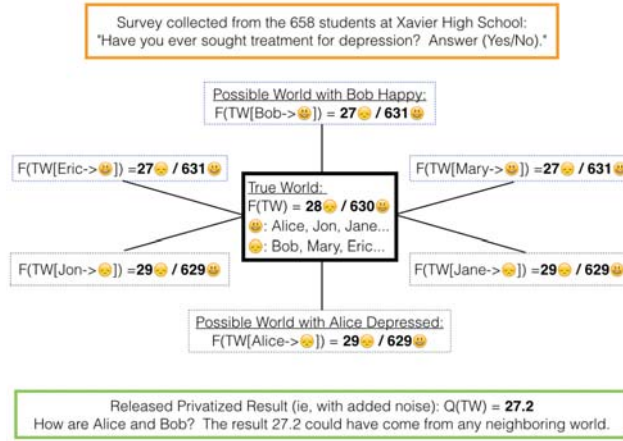 Survey collected from the 658 students at Xavier High School:
"Have you ever sought treatment for depression? Answer (Yes/No)."
Possible World with Bob Happy:
F(TW[Bob->😀]) = 27😞 / 631😀
F(TW[Eric->😀]) =27😞 / 631😀
F(TW[Mary->😀]) =27😞 / 631😀
True World:
F(TW) = 28😞 / 630😀
😀: Alice, Jon, Jane...
😞: Bob, Mary, Eric...
F(TW[Jon->😞]) =29😞 / 629😀
F(TW[Jane->😞]) =29😞 / 629😀
Possible World with Alice Depressed:
F(TW[Alice->😞]) = 29😞 / 629😀
Released Privatized Result (ie, with added noise): Q(TW) = 27.2
How are Alice and Bob? The result 27.2 could have come from any neighboring world.